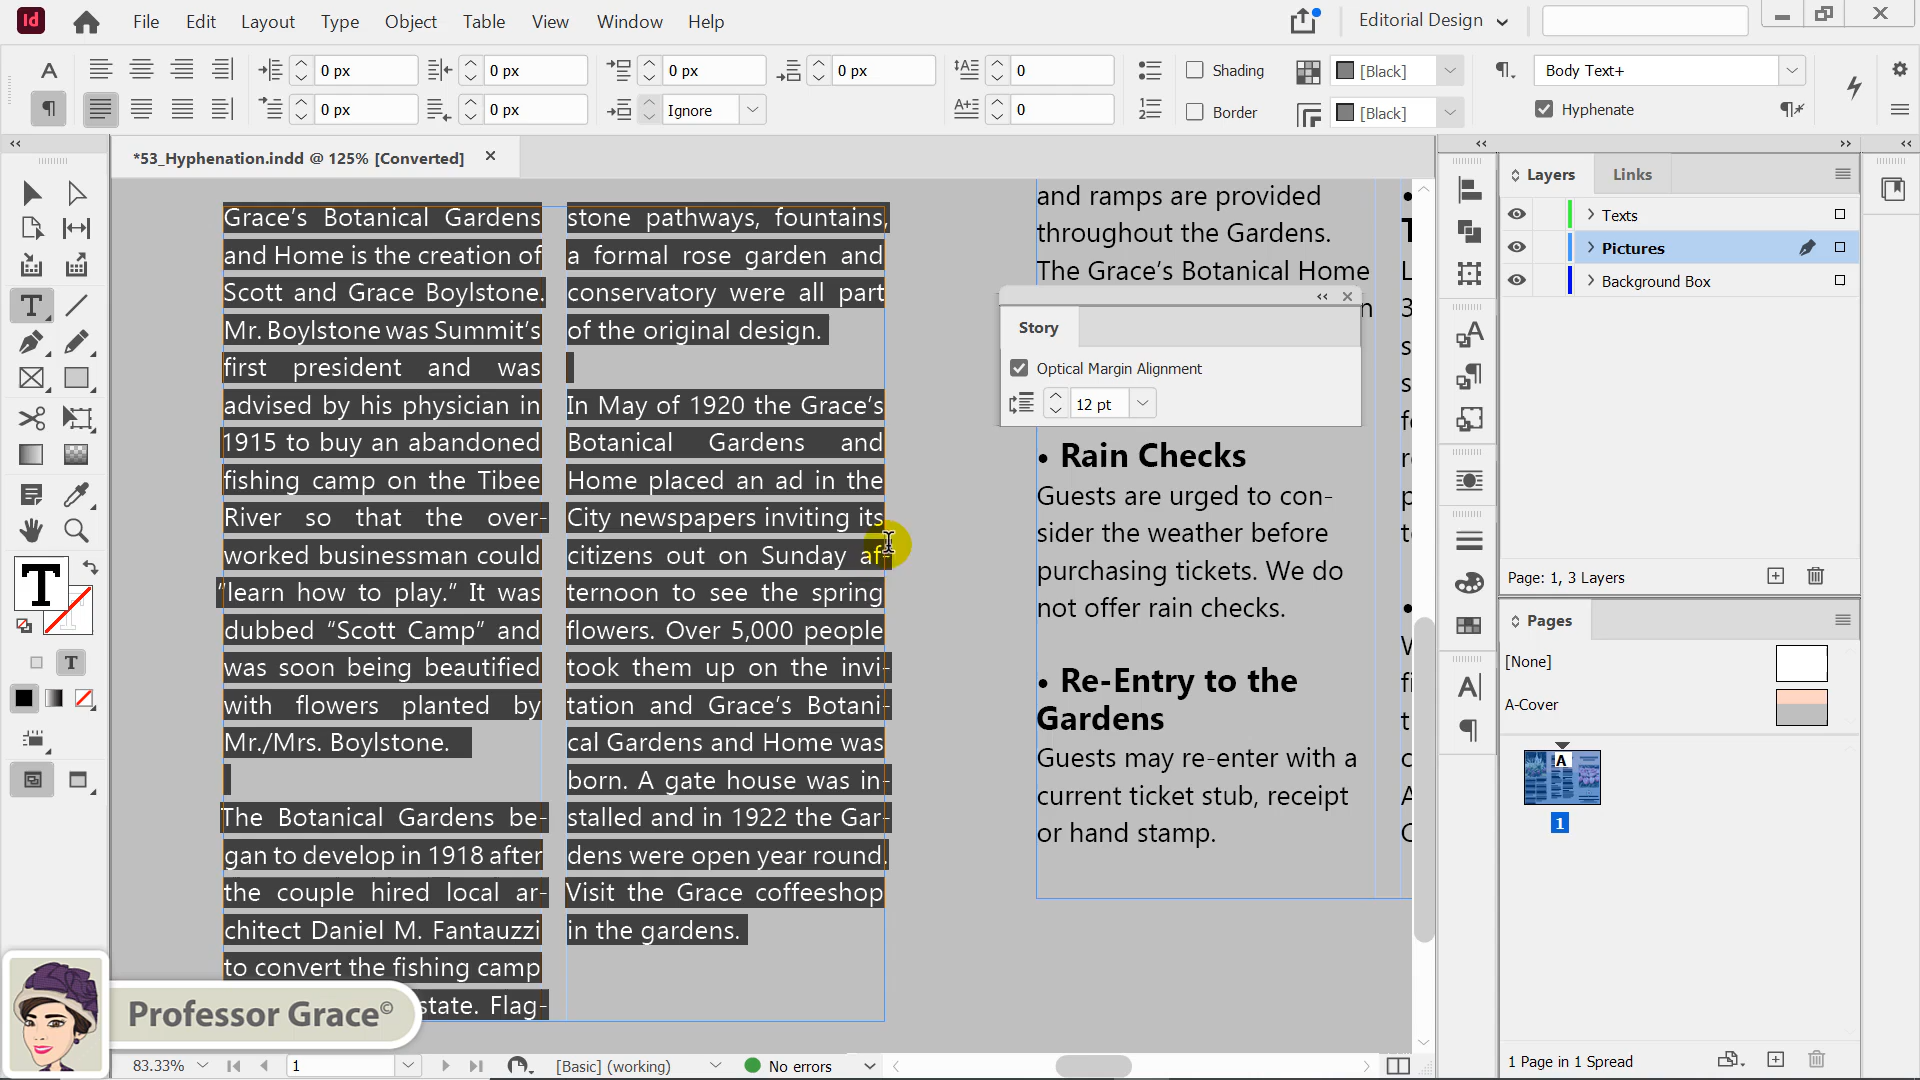 File Edit Layout Type Object Table View Window Help
Editorial Design
0 px 0 px 0 px 0 px 0 Shading [Black] Body Text+
0 px 0 px Ignore 0 Border [Black] Hyphenate
*53_Hyphenation.indd @ 125% [Converted]
Grace's Botanical Gardens
and Home is the creation of
Scott and Grace Boylstone.
Mr. Boylstone was Summit's
first president and was
advised by his physician in
1915 to buy an abandoned
fishing camp on the Tibee
River so that the over-
worked businessman could
"learn how to play." It was
dubbed "Scott Camp" and
was soon being beautified
with flowers planted by
Mr./Mrs. Boylstone.
The Botanical Gardens be-
gan to develop in 1918 after
the couple hired local ar-
chitect Daniel M. Fantauzzi
to convert the fishing camp
state. Flag-
stone pathways, fountains,
a formal rose garden and
conservatory were all part
of the original design.
In May of 1920 the Grace's
Botanical Gardens and
Home placed an ad in the
City newspapers inviting its
citizens out on Sunday af-
ternoon to see the spring
flowers. Over 5,000 people
took them up on the invi-
tation and Grace's Botani-
cal Gardens and Home was
born. A gate house was in-
stalled and in 1922 the Gar-
dens were open year round.
Visit the Grace coffeeshop
in the gardens.
and ramps are provided
throughout the Gardens.
The Grace's Botanical Home
Story
Optical Margin Alignment
12 pt
• Rain Checks
Guests are urged to con-
sider the weather before
purchasing tickets. We do
not offer rain checks.
• Re-Entry to the
Gardens
Guests may re-enter with a
current ticket stub, receipt
or hand stamp.
Layers Links
Texts
Pictures
Background Box
Page: 1, 3 Layers
Pages
[None]
A-Cover
A
1
1 Page in 1 Spread
Professor Grace©
83.33% 1 [Basic] (working) No errors